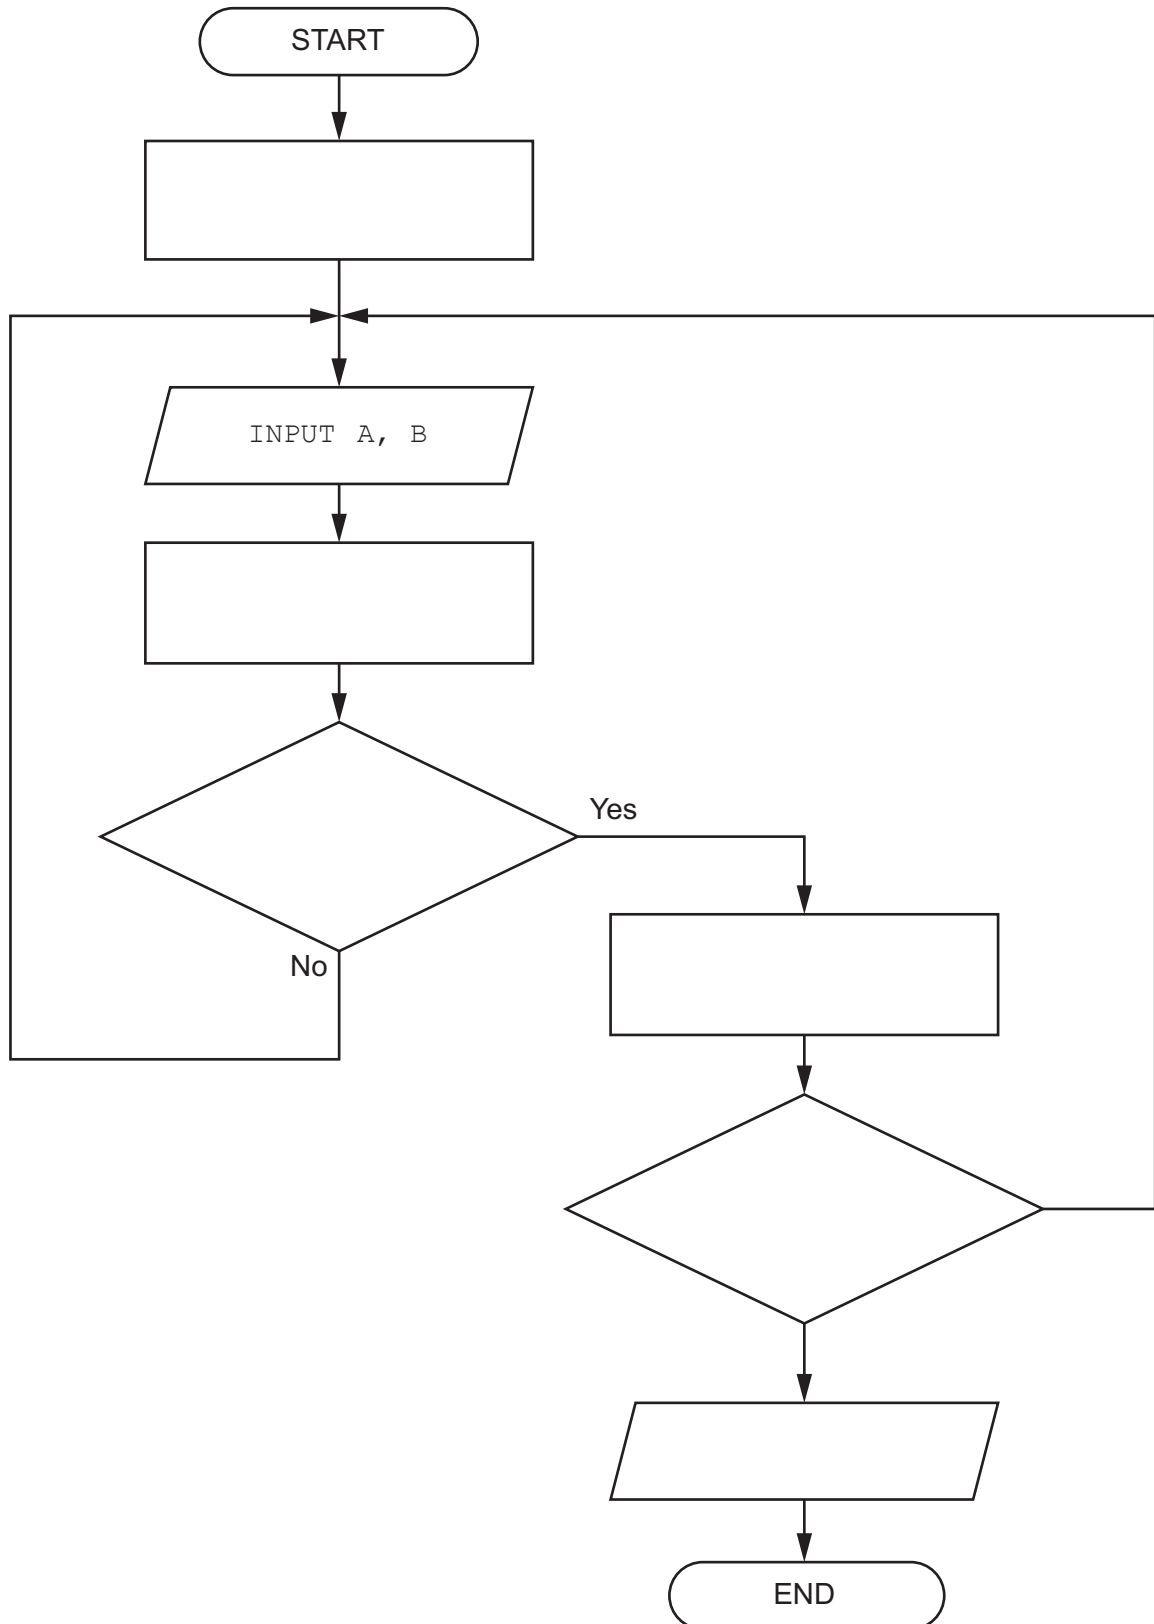 START
INPUT A, B
Yes
No
END